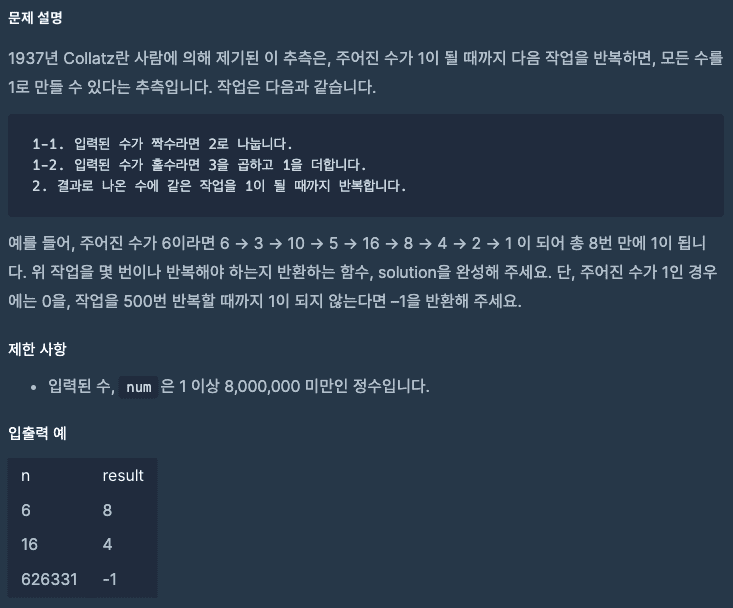 문제 설명
1937년 Collatz란 사람에 의해 제기된 이 추측은, 주어진 수가 1이 될 때까지 다음 작업을 반복하면, 모든 수를
1로 만들 수 있다는 추측입니다. 작업은 다음과 같습니다.
1-1. 입력된 수가 짝수라면 2로 나눕니다.
1-2. 입력된 수가 홀수라면 3을 곱하고 1을 더합니다.
2. 결과로 나온 수에 같은 작업을 1이 될 때까지 반복합니다.
예를 들어, 주어진 수가 6이라면 6 → 3 → 10 → 5 → 16 → 8 → 4 → 2 → 1 이 되어 총 8번 만에 1이 됩니
다. 위 작업을 몇 번이나 반복해야 하는지 반환하는 함수, solution을 완성해 주세요. 단, 주어진 수가 1인 경우
에는 0을, 작업을 500번 반복할 때까지 1이 되지 않는다면 –1을 반환해 주세요.
제한 사항
• 입력된 수, num 은 1 이상 8,000,000 미만인 정수입니다.
입출력 예
n result
6 8
16 4
626331 -1